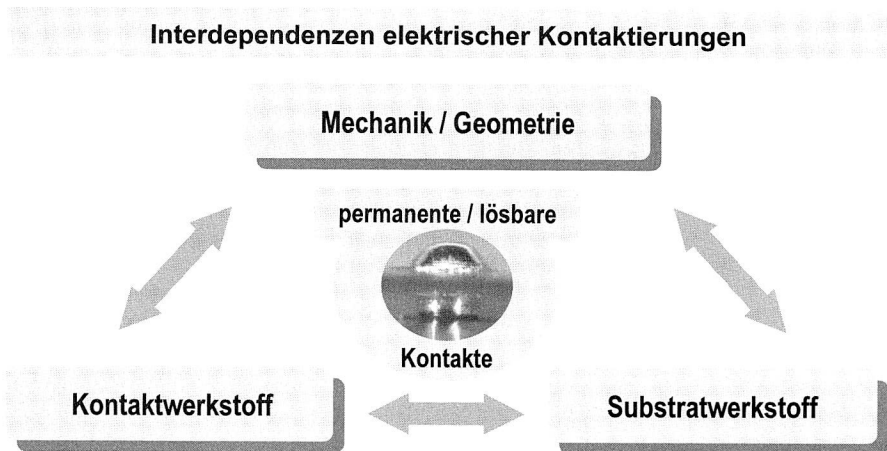 Interdependenzen elektrischer Kontaktierungen
Mechanik / Geometrie
permanente / lösbare
Kontakte
Kontaktwerkstoff
Substratwerkstoff